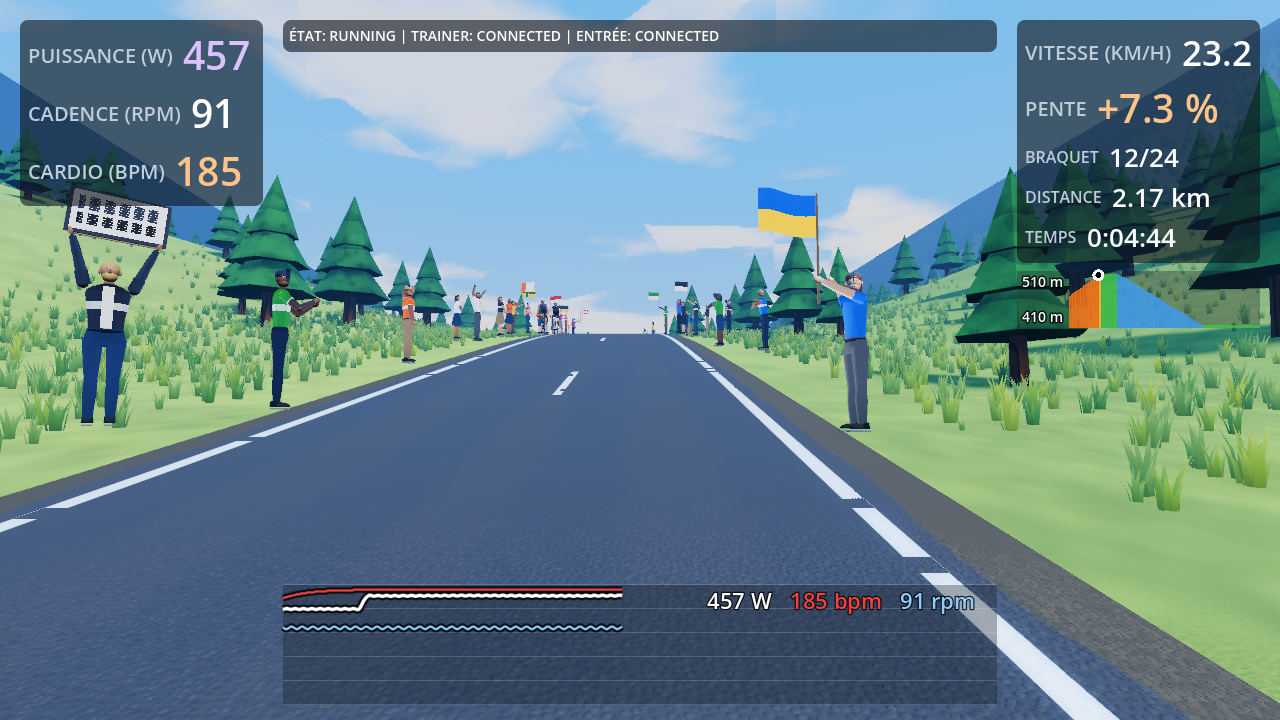 PUISSANCE (W) 457
CADENCE (RPM) 91
CARDIO (BPM) 185
ÉTAT: RUNNING | TRAINER: CONNECTED | ENTRÉE: CONNECTED
VITESSE (KM/H) 23.2
PENTE +7.3 %
BRAQUET 12/24
DISTANCE 2.17 km
TEMPS 0:04:44
510 m
410 m
457 W 185 bpm 91 rpm